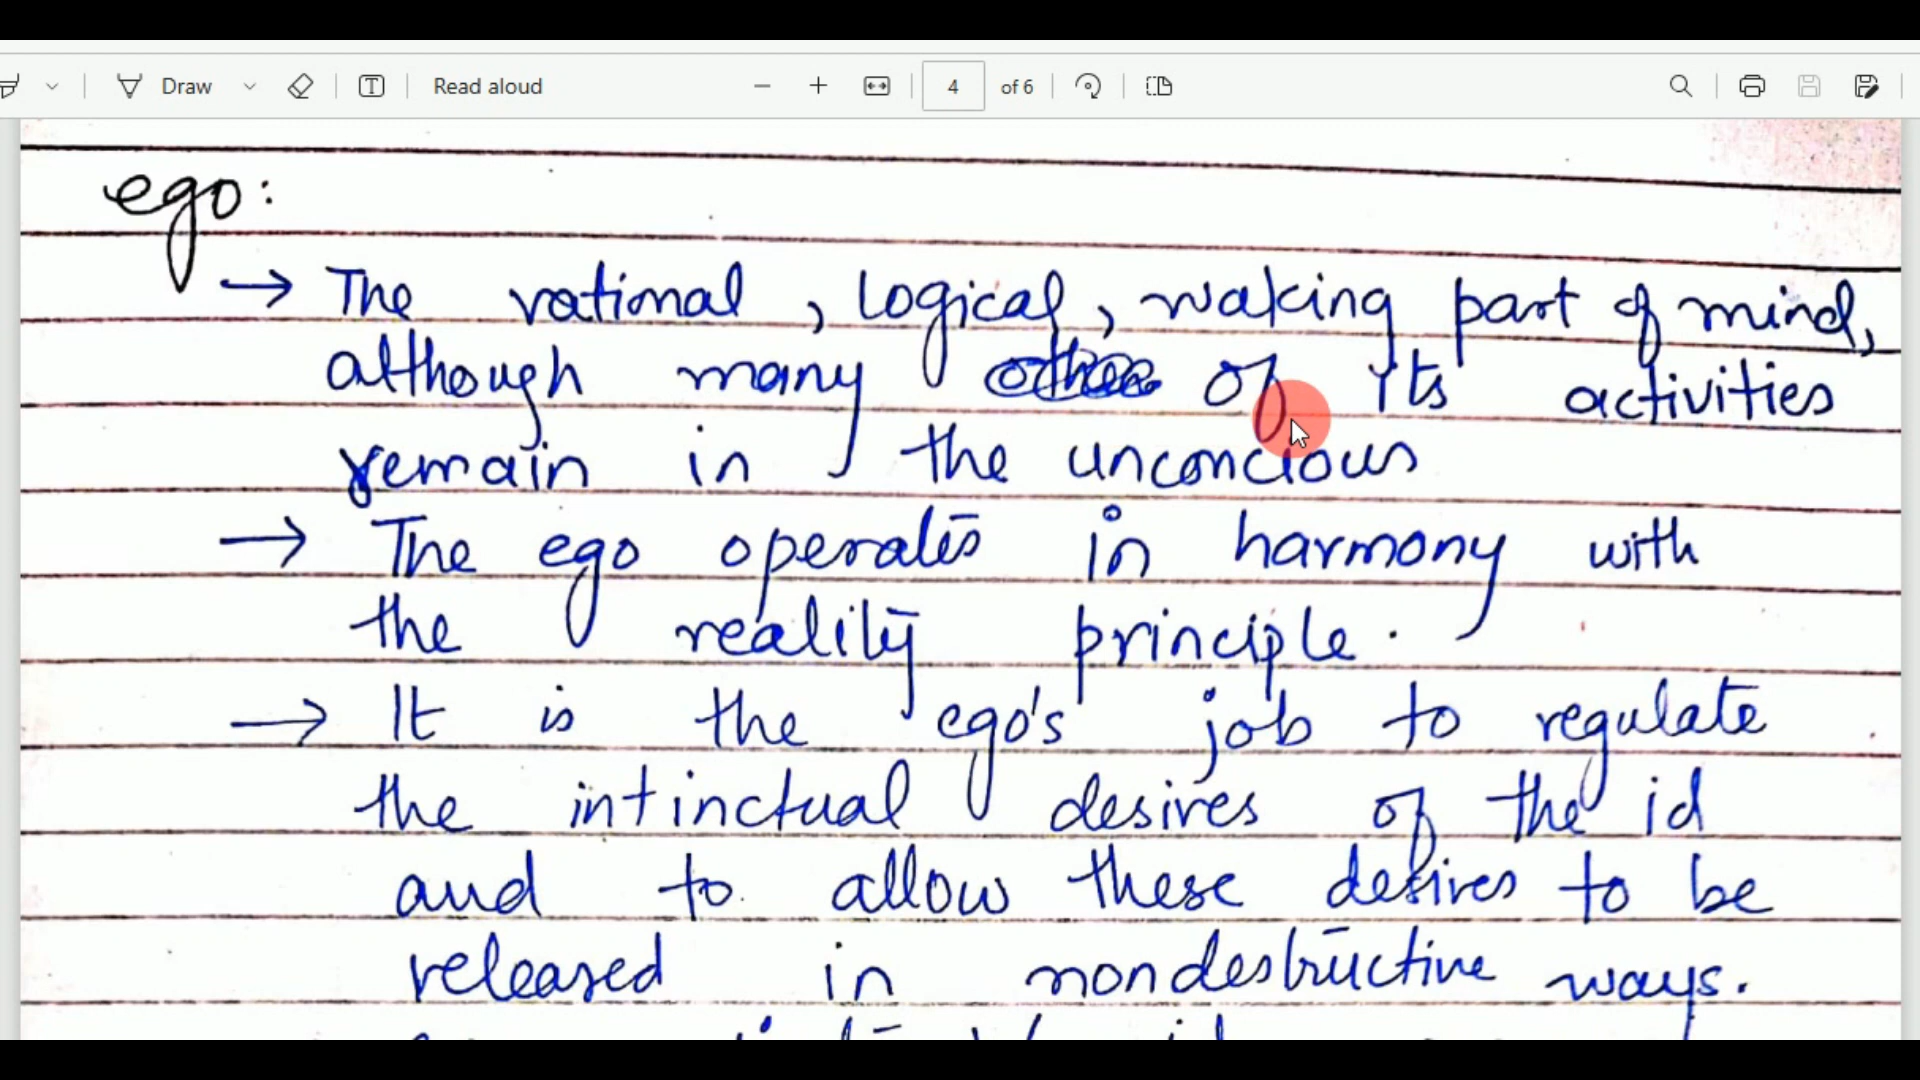 Draw Read aloud 4 of 6
ego:
→ The rational, logical, waking part of mind,
although many of its activities
remain in the unconcious
→ The ego operates in harmony with
the reality principle.
→ It is the ego's job to regulate
the intinctual desires of the id
and to allow these desires to be
released in nondestructive ways.